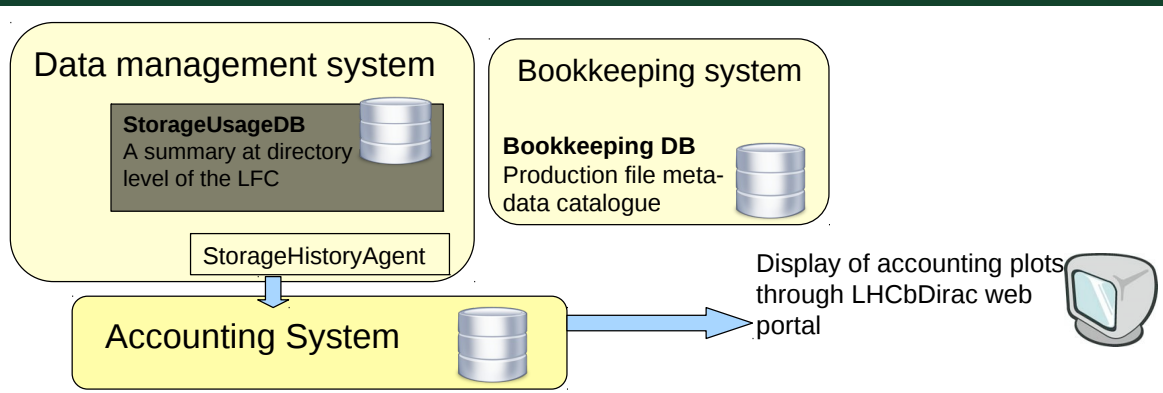 Data management system
StorageUsageDB
A summary at directory
level of the LFC
StorageHistoryAgent
Bookkeeping system
Bookkeeping DB
Production file meta-
data catalogue
Accounting System
Display of accounting plots
through LHCbDirac web
portal